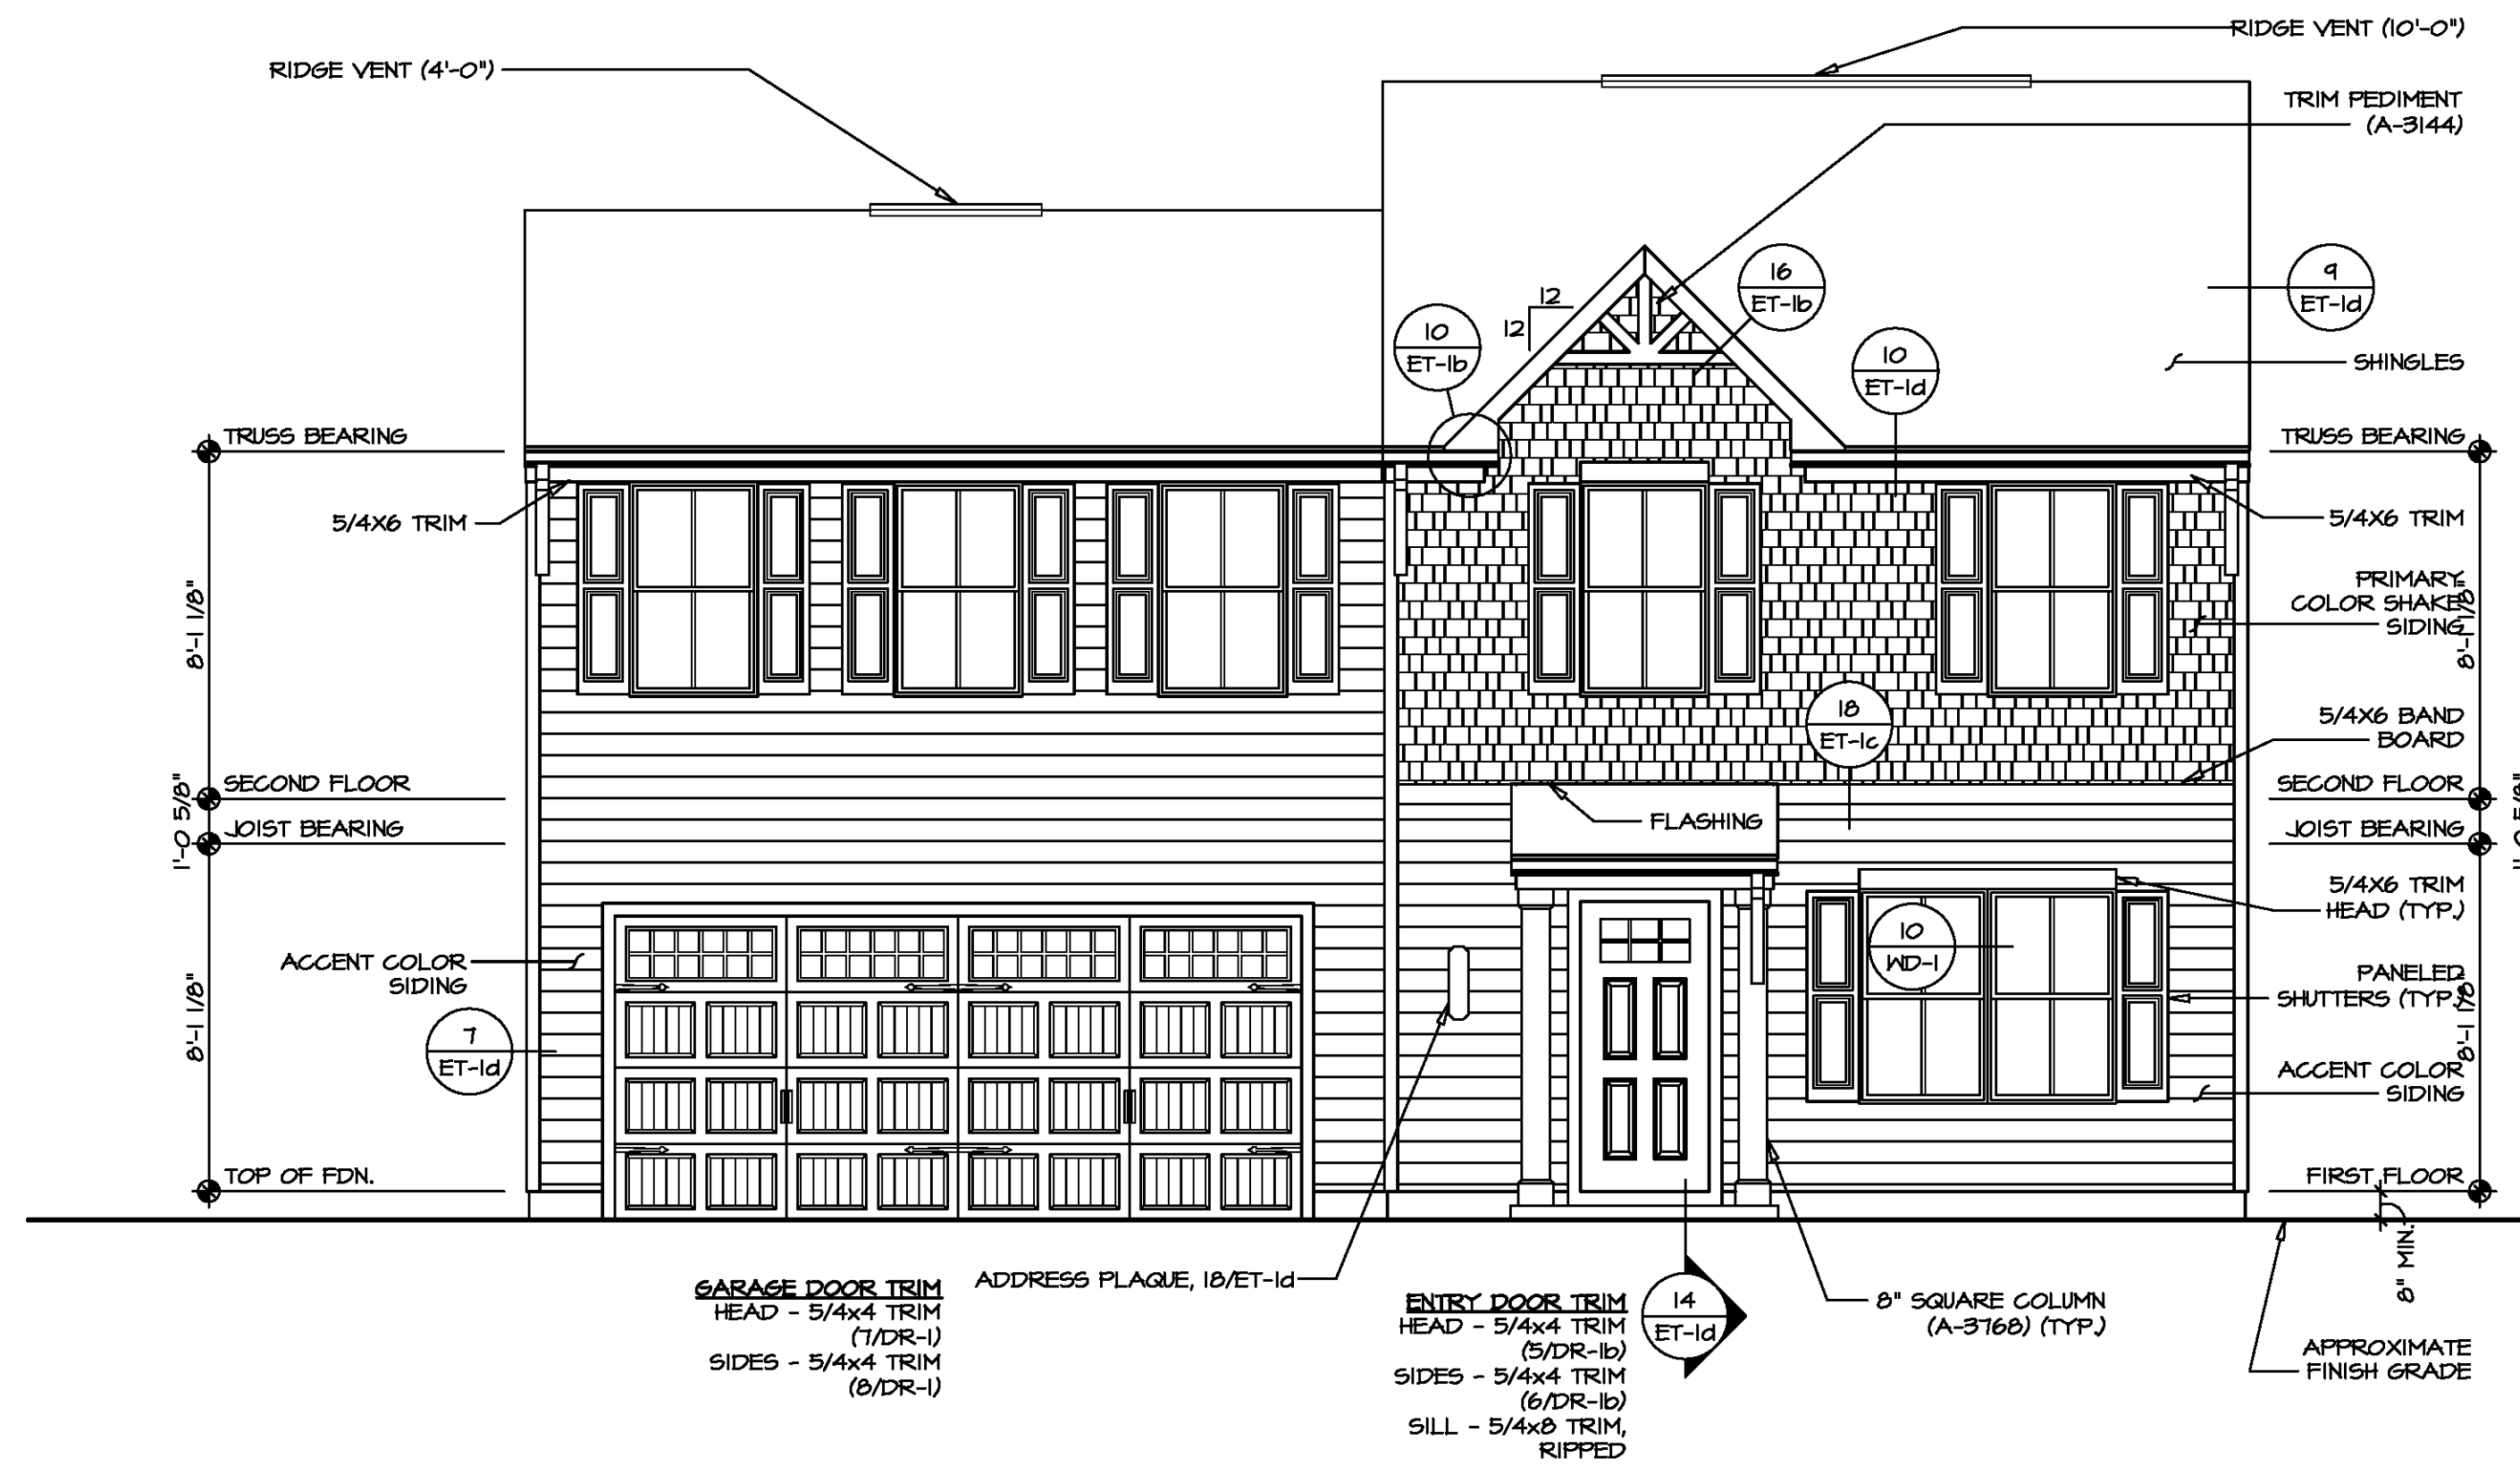 RIDGE VENT (10'-0")
RIDGE VENT (4'-0")
TRIM PEDIMENT
(A-3144)
16
ET-1b
9
ET-1d
12
12
10
ET-1b
10
ET-1d
SHINGLES
TRUSS BEARING
TRUSS BEARING
5/4X6 TRIM
5/4X6 TRIM
PRIMARY
COLOR SHAKE
SIDING
8'-1 1/8"
8'-1 1/8"
18
ET-1c
5/4X6 BAND
BOARD
SECOND FLOOR
SECOND FLOOR
1'-0 5/8"
FLASHING
JOIST BEARING
JOIST BEARING
5/4X6 TRIM
HEAD (TYP.)
10
WD-1
ACCENT COLOR
SIDING
PANELED
SHUTTERS (TYP.)
8'-1 1/8"
8'-1 1/8"
7
ET-1d
ACCENT COLOR
SIDING
TOP OF FDN.
FIRST FLOOR
8" MIN.
GARAGE DOOR TRIM
HEAD - 5/4x4 TRIM
(7/DR-1)
SIDES - 5/4x4 TRIM
(8/DR-1)
ADDRESS PLAQUE, 18/ET-1d
ENTRY DOOR TRIM
HEAD - 5/4x4 TRIM
(5/DR-1b)
SIDES - 5/4x4 TRIM
(6/DR-1b)
SILL - 5/4x8 TRIM,
RIPPED
14
ET-1d
8" SQUARE COLUMN
(A-3768) (TYP.)
APPROXIMATE
FINISH GRADE